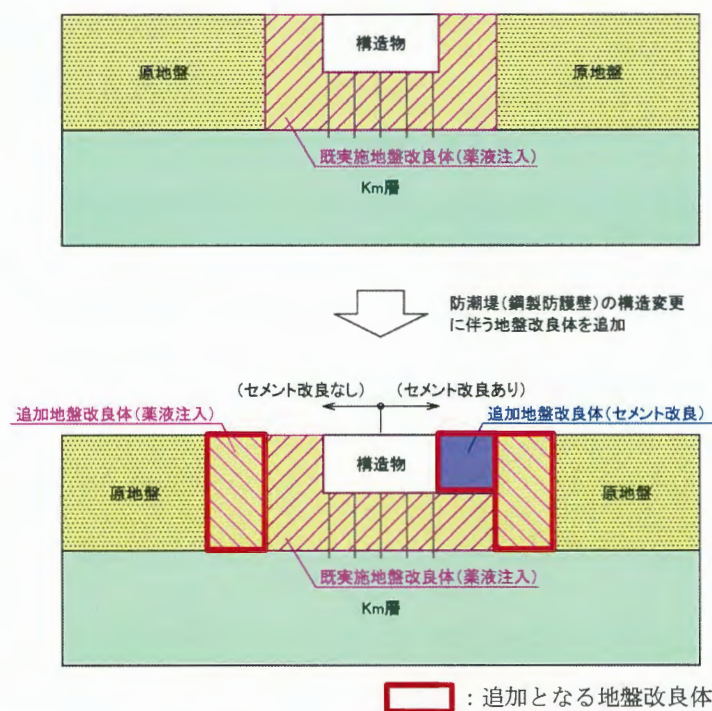 構造物
原地盤
原地盤
既実施地盤改良体(薬液注入)
Km層
防潮堤(鋼製防護壁)の構造変更
に伴う地盤改良体を追加
(セメント改良なし)
(セメント改良あり)
追加地盤改良体(薬液注入)
追加地盤改良体(セメント改良)
構造物
原地盤
原地盤
既実施地盤改良体(薬液注入)
Km層
:追加となる地盤改良体